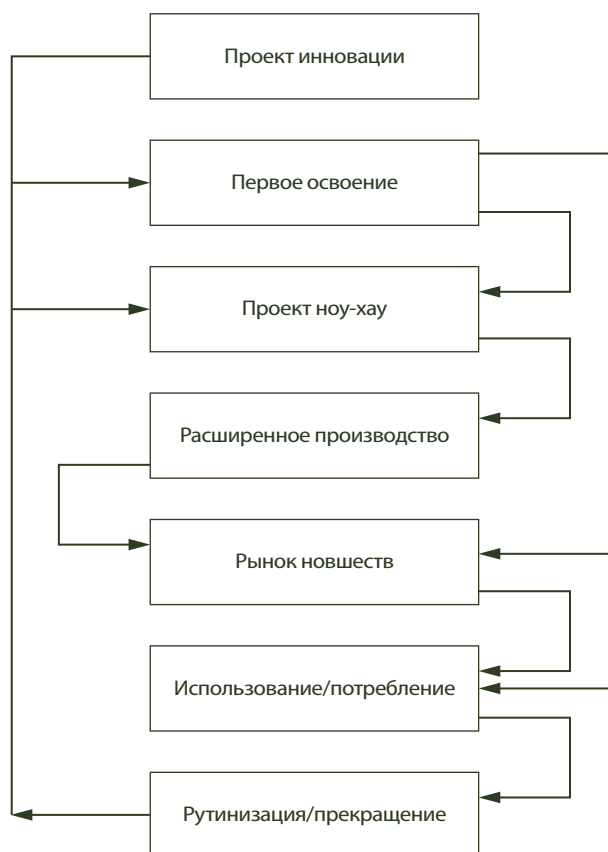 Проект инновации
Первое освоение
Проект ноу-хау
Расширенное производство
Рынок новшеств
Использование/потребление
Рутинизация/прекращение